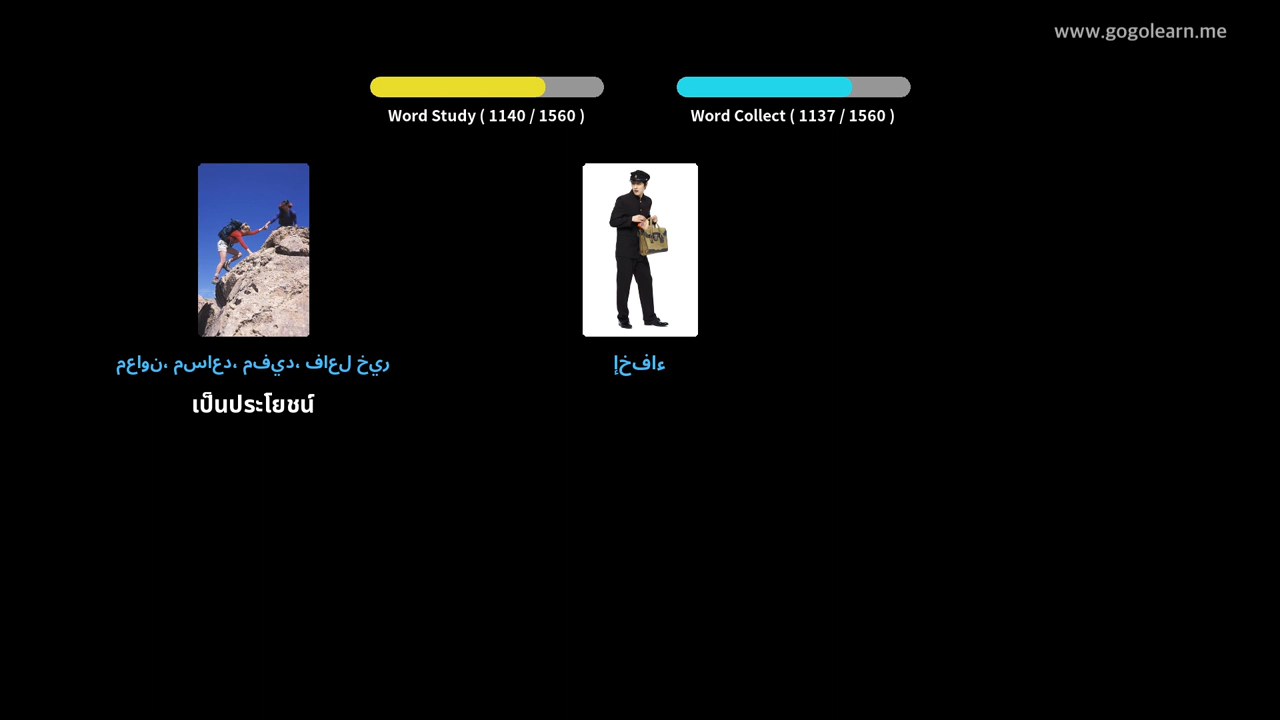 www.gogolearn.me
Word Study ( 1140 / 1560 )
Word Collect ( 1137 / 1560 )
معاون، مساعد، مفيد، فاعل خير
إخفاء
เป็นประโยชน์